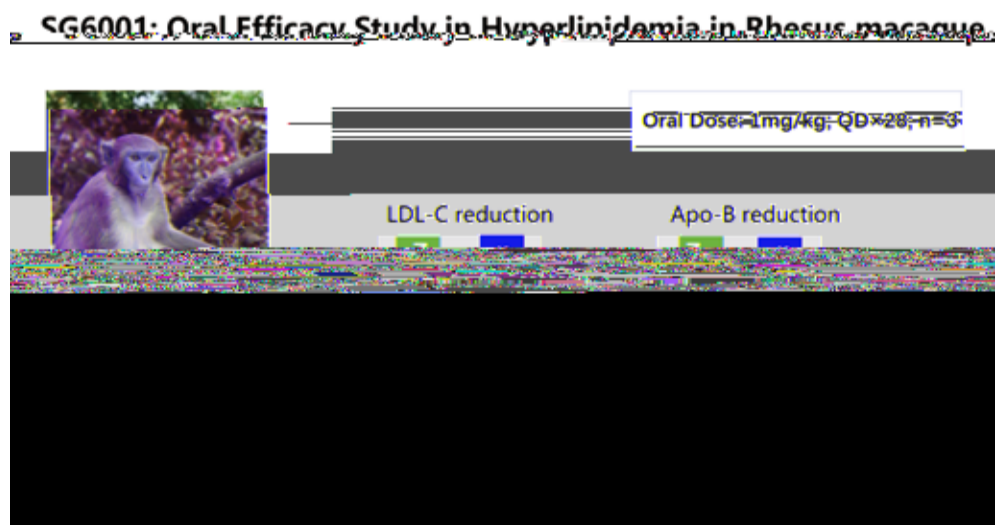 SG6001: Oral Efficacy Study in Hyperlipidemia in Rhesus macaque
Oral Dose: 1mg/kg, QD×28, n=3
LDL-C reduction
Apo-B reduction